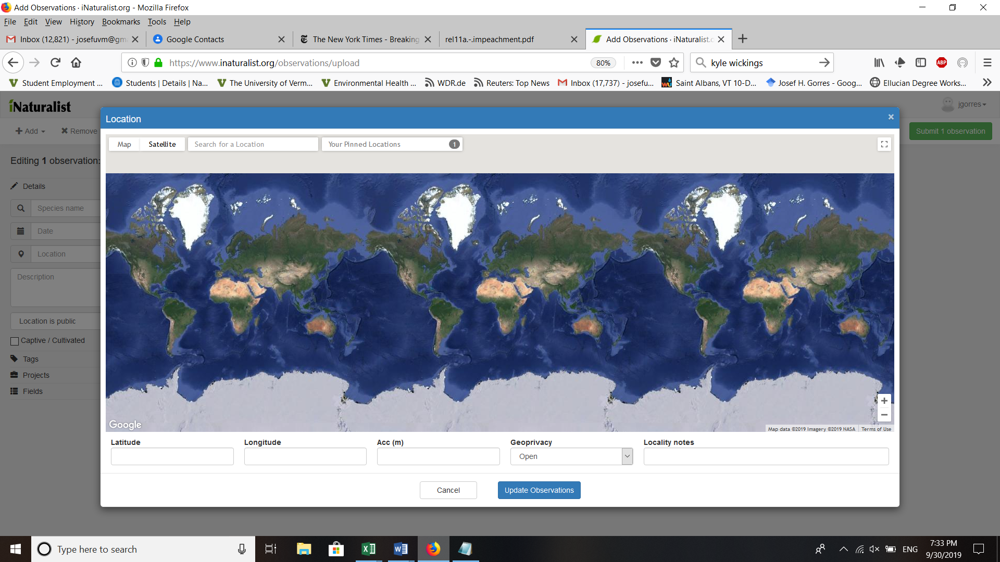 Add Observations · iNaturalist.org - Mozilla Firefox
File Edit View History Bookmarks Tools Help
Inbox (12,821) - josefuvm@gm
Google Contacts
The New York Times - Breaking
rel11a.-.impeachment.pdf
Add Observations · iNaturalist.o
https://www.inaturalist.org/observations/upload
80%
kyle wickings
ABP
Student Employment ...
Students | Details | Na...
The University of Verm...
Environmental Health ...
WDR.de
Reuters: Top News
Inbox (17,737) - josefu...
Saint Albans, VT 10-D...
Josef H. Gorres - Goog...
Ellucian Degree Works...
iNaturalist
jgorres
Add
Remove
Submit 1 observation
Editing 1 observation:
Details
Species name
Date
Location
Description
Location is public
Captive / Cultivated
Tags
Projects
Fields
Location
×
Map
Satellite
Search for a Location
Your Pinned Locations
1
Google
Map data ©2019 Imagery ©2019 NASA
Terms of Use
Latitude
Longitude
Acc (m)
Geoprivacy
Open
Locality notes
Cancel
Update Observations
Type here to search
ENG
7:33 PM
9/30/2019